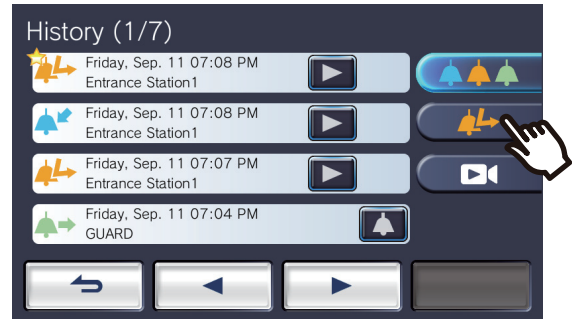 History (1/7)
Friday, Sep. 11 07:08 PM
Entrance Station1
Friday, Sep. 11 07:08 PM
Entrance Station1
Friday, Sep. 11 07:07 PM
Entrance Station1
Friday, Sep. 11 07:04 PM
GUARD